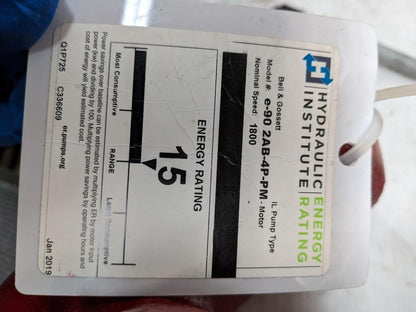 HYDRAULIC ENERGY
INSTITUTE RATING
Bell & Gossett
IL Pump Type
Model #: e-90 2AB-4P-PM - Motor
Nominal Speed: 1800
ENERGY RATING
15
Most Consumptive
RANGE
Least Consumptive
Power savings over baseline can be estimated by multiplying ER by motor input
power (kw) and dividing by 100. Multiplying power savings by operating hours and
cost of energy will yield estimated cost.
Q1P725
C336609
er.pumps.org
Jan 2019